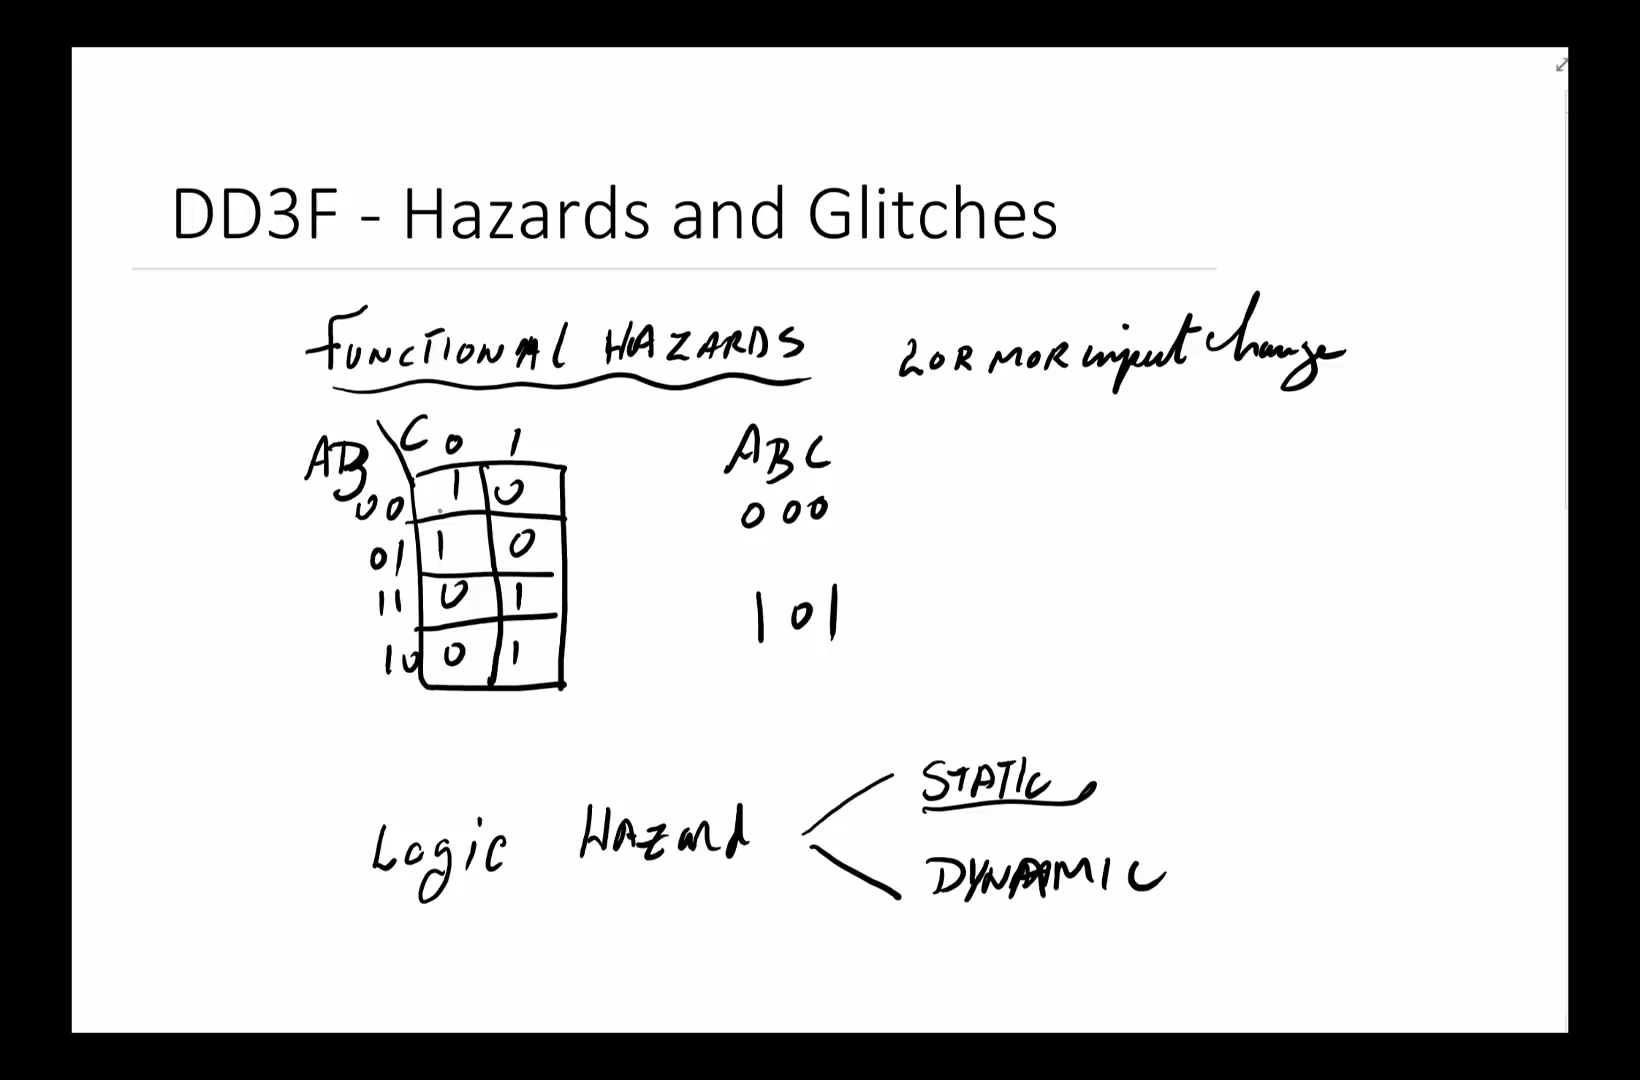 DD3F - Hazards and Glitches
FUNCTIONAL HAZARDS 2 OR MOR input change
AB \ C 0 1
00 1 0
01 1 0
11 0 1
10 0 1
ABC
000
101
Logic Hazard
STATIC
DYNAMIC